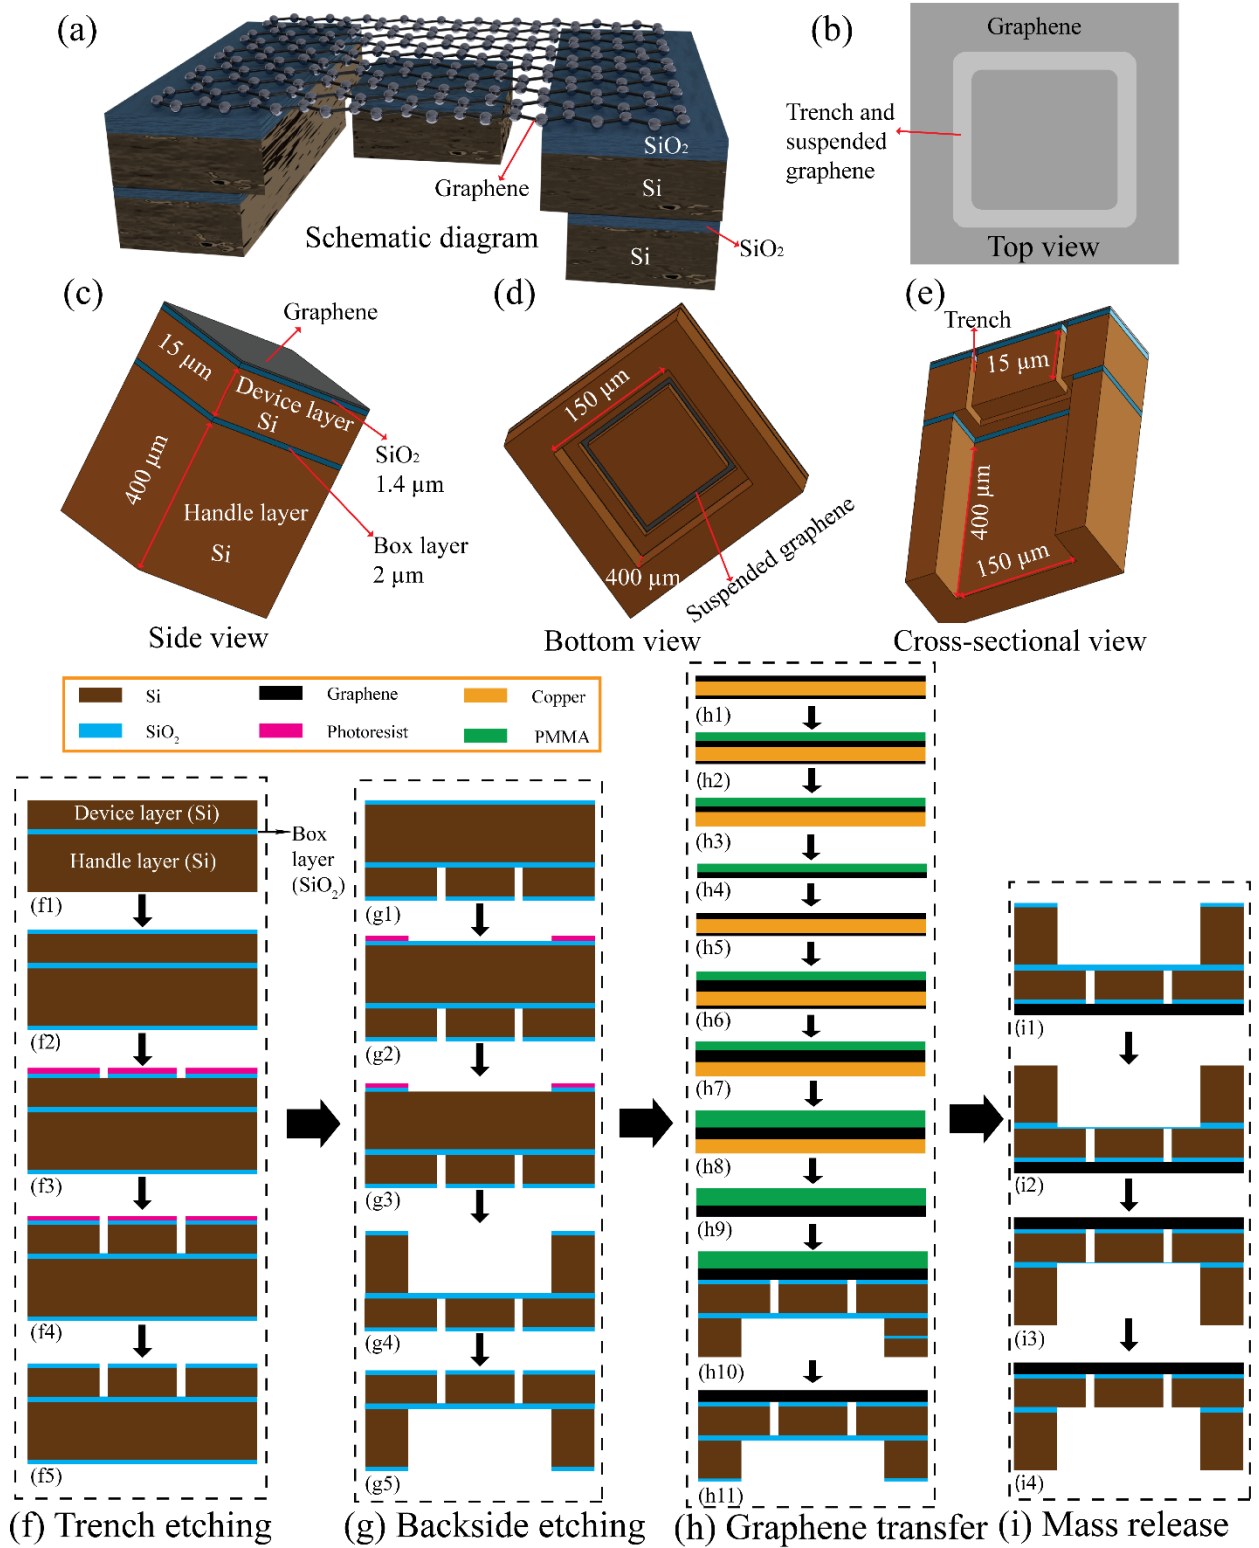 (a)
SiO₂
Si
Graphene
Schematic diagram
Si
SiO₂
(b)
Graphene
Trench and
suspended
graphene
Top view
(c)
Graphene
15 µm
Device layer
Si
SiO₂
1.4 µm
400 µm
Handle layer
Si
Box layer
2 µm
Side view
(d)
150 µm
400 µm
Suspended graphene
Bottom view
(e)
Trench
15 µm
400 µm
150 µm
Cross-sectional view
Si
Graphene
Copper
SiO₂
Photoresist
PMMA
Device layer (Si)
Handle layer (Si)
Box
layer
(SiO₂)
(f1)
(f2)
(f3)
(f4)
(f5)
(f) Trench etching
(g1)
(g2)
(g3)
(g4)
(g5)
(g) Backside etching
(h1)
(h2)
(h3)
(h4)
(h5)
(h6)
(h7)
(h8)
(h9)
(h10)
(h11)
(h) Graphene transfer
(i1)
(i2)
(i3)
(i4)
(i) Mass release